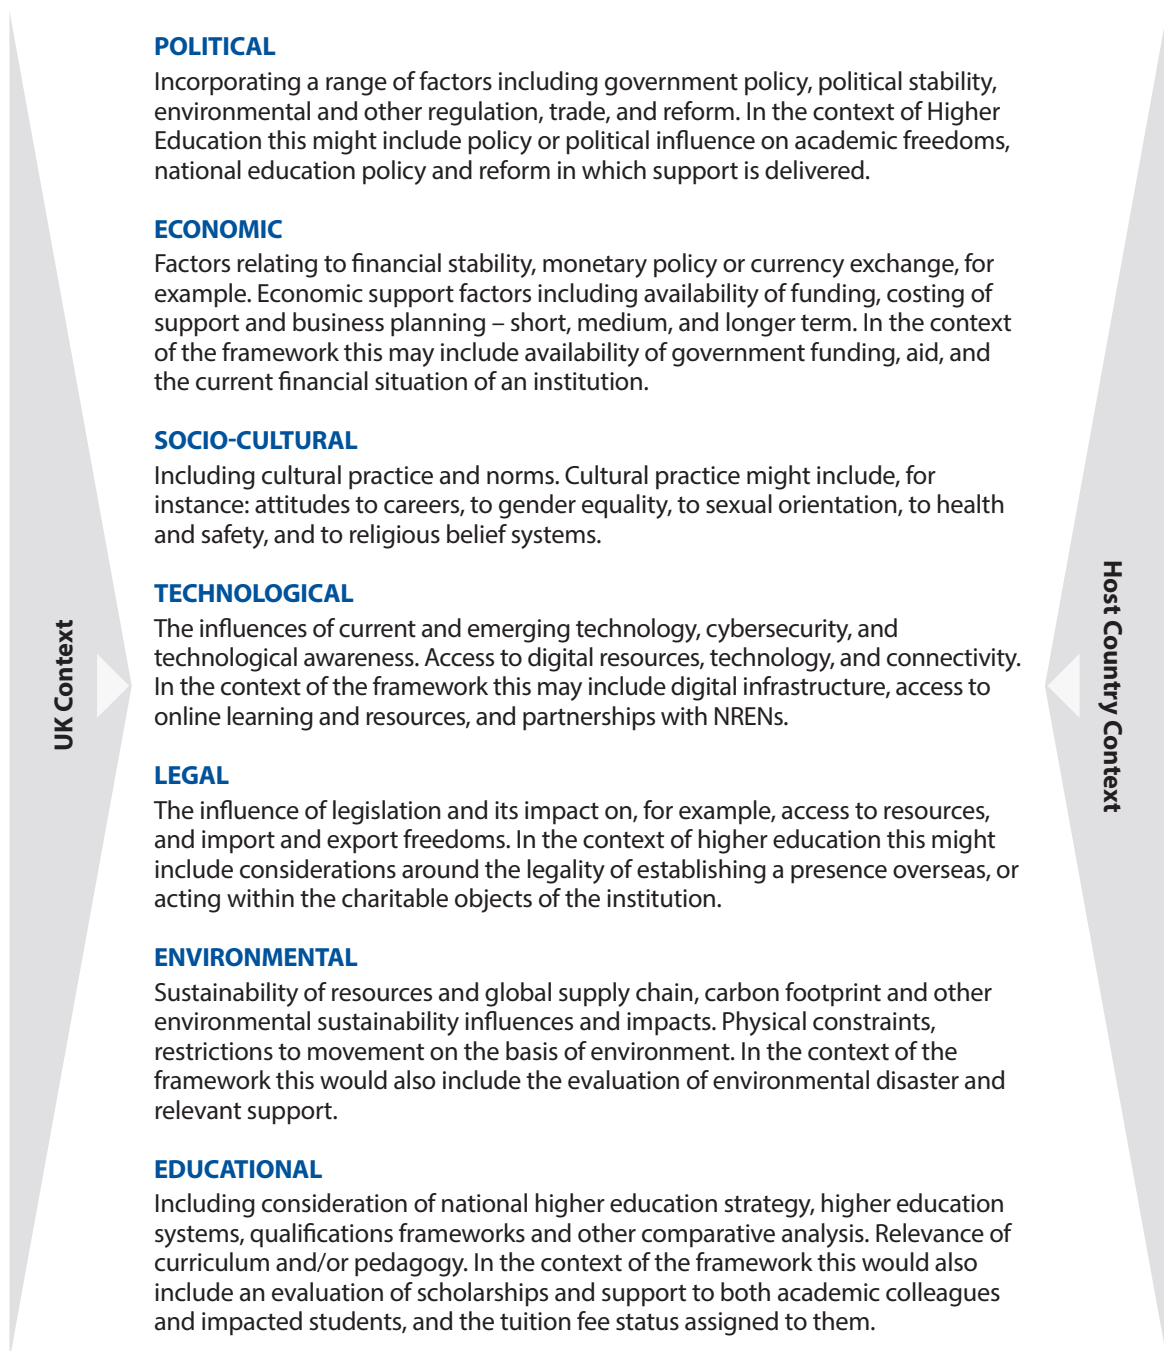 POLITICAL
Incorporating a range of factors including government policy, political stability,
environmental and other regulation, trade, and reform. In the context of Higher
Education this might include policy or political influence on academic freedoms,
national education policy and reform in which support is delivered.
ECONOMIC
Factors relating to financial stability, monetary policy or currency exchange, for
example. Economic support factors including availability of funding, costing of
support and business planning – short, medium, and longer term. In the context
of the framework this may include availability of government funding, aid, and
the current financial situation of an institution.
SOCIO-CULTURAL
Including cultural practice and norms. Cultural practice might include, for
instance: attitudes to careers, to gender equality, to sexual orientation, to health
and safety, and to religious belief systems.
TECHNOLOGICAL
The influences of current and emerging technology, cybersecurity, and
technological awareness. Access to digital resources, technology, and connectivity.
In the context of the framework this may include digital infrastructure, access to
online learning and resources, and partnerships with NRENs.
LEGAL
The influence of legislation and its impact on, for example, access to resources,
and import and export freedoms. In the context of higher education this might
include considerations around the legality of establishing a presence overseas, or
acting within the charitable objects of the institution.
ENVIRONMENTAL
Sustainability of resources and global supply chain, carbon footprint and other
environmental sustainability influences and impacts. Physical constraints,
restrictions to movement on the basis of environment. In the context of the
framework this would also include the evaluation of environmental disaster and
relevant support.
EDUCATIONAL
Including consideration of national higher education strategy, higher education
systems, qualifications frameworks and other comparative analysis. Relevance of
curriculum and/or pedagogy. In the context of the framework this would also
include an evaluation of scholarships and support to both academic colleagues
and impacted students, and the tuition fee status assigned to them.
UK Context
Host Country Context